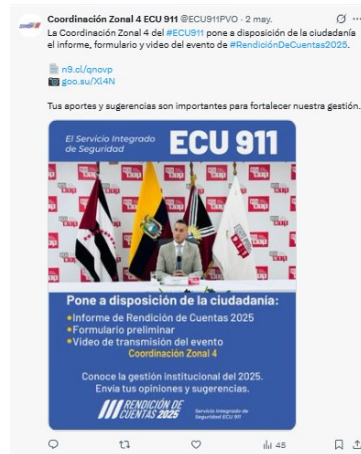 Coordinación Zonal 4 ECU 911 @ECU911PVO · 2 may.
La Coordinación Zonal 4 del #ECU911 pone a disposición de la ciudadanía
el informe, formulario y video del evento de #RendiciónDeCuentas2025.
n9.cl/qnovp
goo.su/Xl4N
Tus aportes y sugerencias son importantes para fortalecer nuestra gestión.
El Servicio Integrado
de Seguridad
ECU 911
Pone a disposición de la ciudadanía:
•Informe de Rendición de Cuentas 2025
•Formulario preliminar
•Video de transmisión del evento
Coordinación Zonal 4
Conoce la gestión institucional del 2025.
Envía tus opiniones y sugerencias.
RENDICIÓN DE
CUENTAS 2025
Servicio Integrado de
Seguridad ECU 911
45